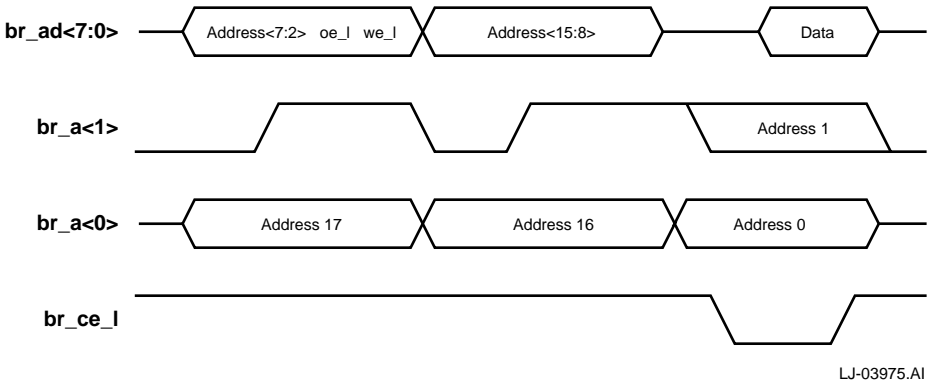 br_ad<7:0> Address<7:2> oe_l we_l Address<15:8> Data
br_a<1> Address 1
br_a<0> Address 17 Address 16 Address 0
br_ce_l
LJ-03975.AI